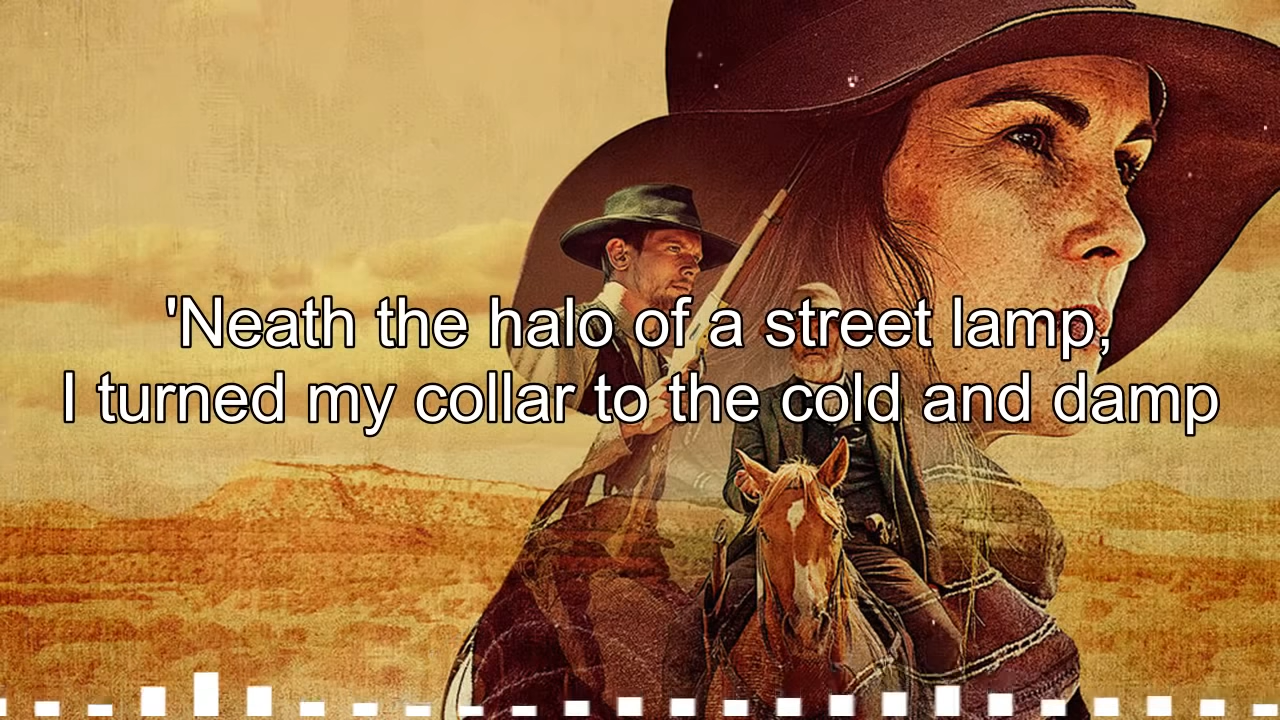 'Neath the halo of a street lamp,
I turned my collar to the cold and damp